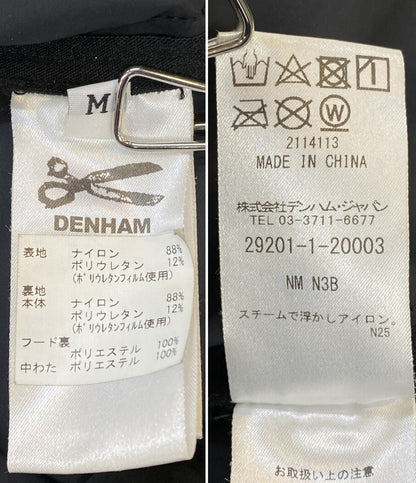 M
DENHAM
表地 ナイロン 88%
ポリウレタン 12%
(ポリウレタンフィルム使用)
裏地
本体 ナイロン 88%
ポリウレタン 12%
(ポリウレタンフィルム使用)
フード裏 ポリエステル 100%
中わた ポリエステル 100%
W
2114113
MADE IN CHINA
株式会社デンハム・ジャパン
TEL 03-3711-6677
29201-1-20003
NM N3B
スチームで浮かしアイロン。
N25
お取扱い上の注意